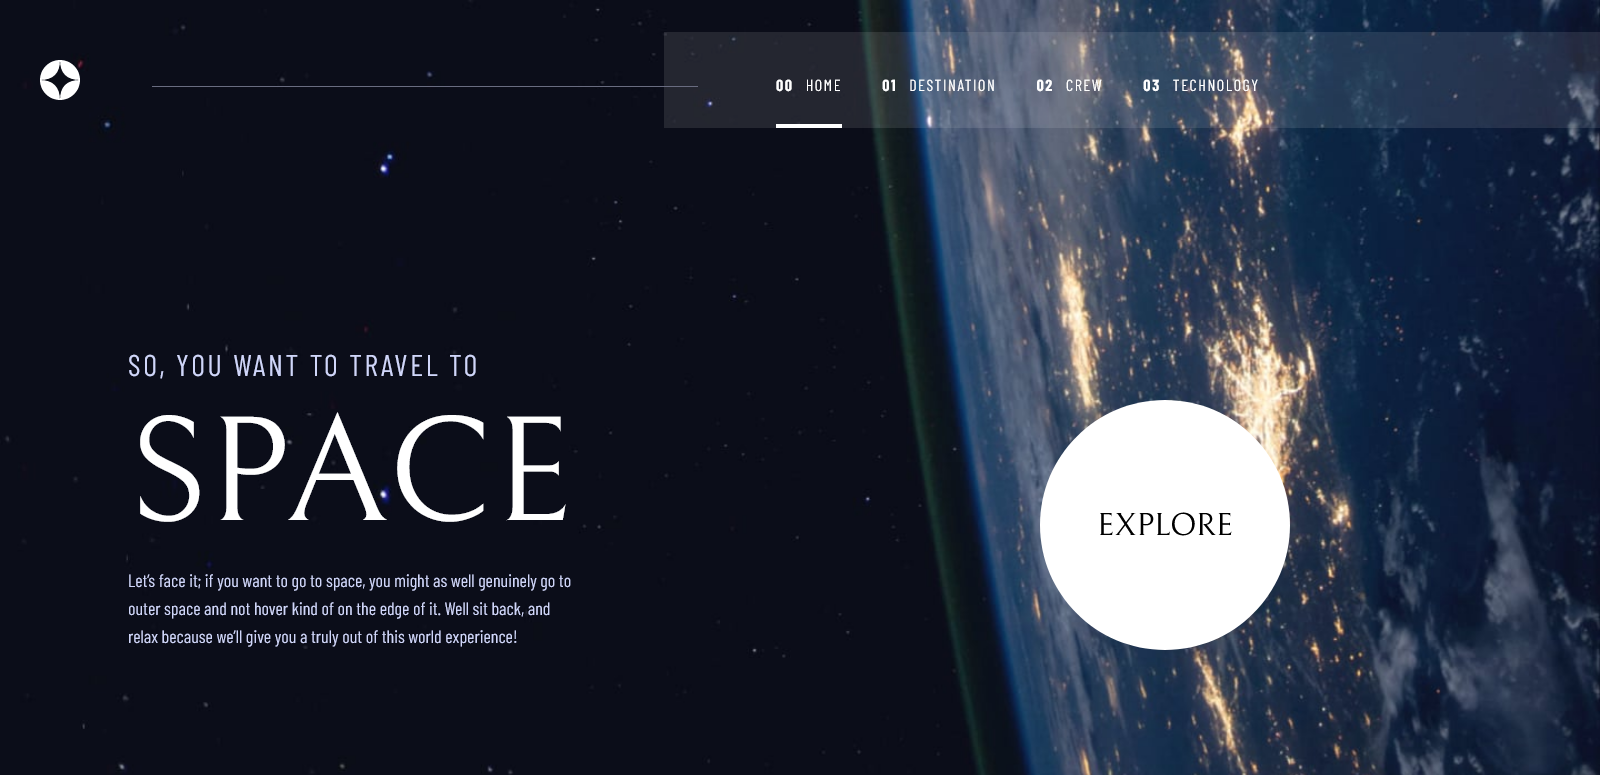 00 HOME 01 DESTINATION 02 CREW 03 TECHNOLOGY
SO, YOU WANT TO TRAVEL TO
SPACE
Let's face it; if you want to go to space, you might as well genuinely go to
outer space and not hover kind of on the edge of it. Well sit back, and
relax because we'll give you a truly out of this world experience!
EXPLORE